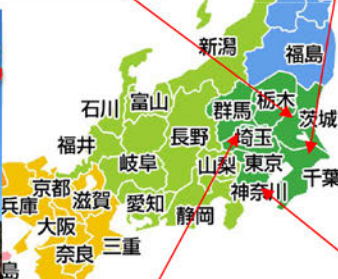 新潟
福島
石川
富山
群馬
栃木
茨城
福井
長野
埼玉
岐阜
山梨
東京
千葉
京都
滋賀
神奈川
兵庫
愛知
静岡
大阪
三重
奈良
島